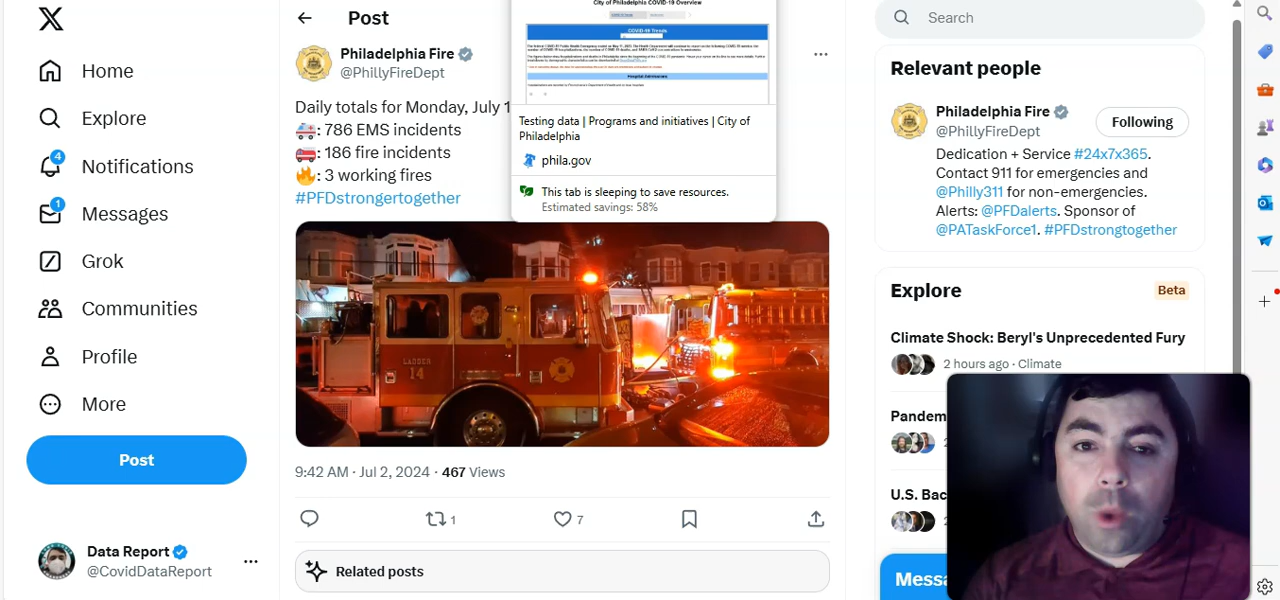 Home
Explore
Notifications
4
Messages
1
Grok
Communities
Profile
More
Post
Data Report
@CovidDataReport
Post
Philadelphia Fire
@PhillyFireDept
Daily totals for Monday, July 1
: 786 EMS incidents
: 186 fire incidents
: 3 working fires
#PFDstrongertogether
LADDER
14
9:42 AM · Jul 2, 2024 · 467 Views
1
7
Related posts
City of Philadelphia COVID-19 Overview
COVID-19 Trends
Hospital Admissions
Testing data | Programs and initiatives | City of
Philadelphia
phila.gov
This tab is sleeping to save resources.
Estimated savings: 58%
Search
Relevant people
Philadelphia Fire
@PhillyFireDept
Following
Dedication + Service #24x7x365.
Contact 911 for emergencies and
@Philly311 for non-emergencies.
Alerts: @PFDalerts. Sponsor of
@PATaskForce1. #PFDstrongtogether
Explore
Beta
Climate Shock: Beryl's Unprecedented Fury
2 hours ago · Climate
Pandem
2
U.S. Bac
Messa